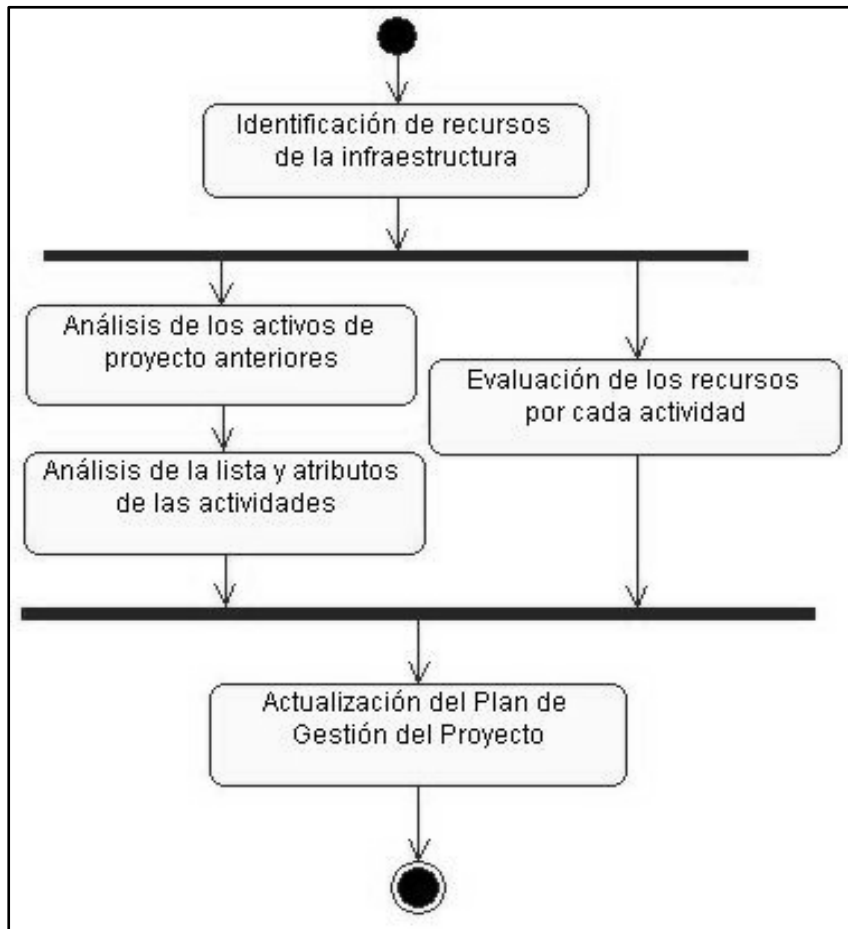 Identificación de recursos
de la infraestructura
Análisis de los activos de
proyecto anteriores
Evaluación de los recursos
por cada actividad
Análisis de la lista y atributos
de las actividades
Actualización del Plan de
Gestión del Proyecto